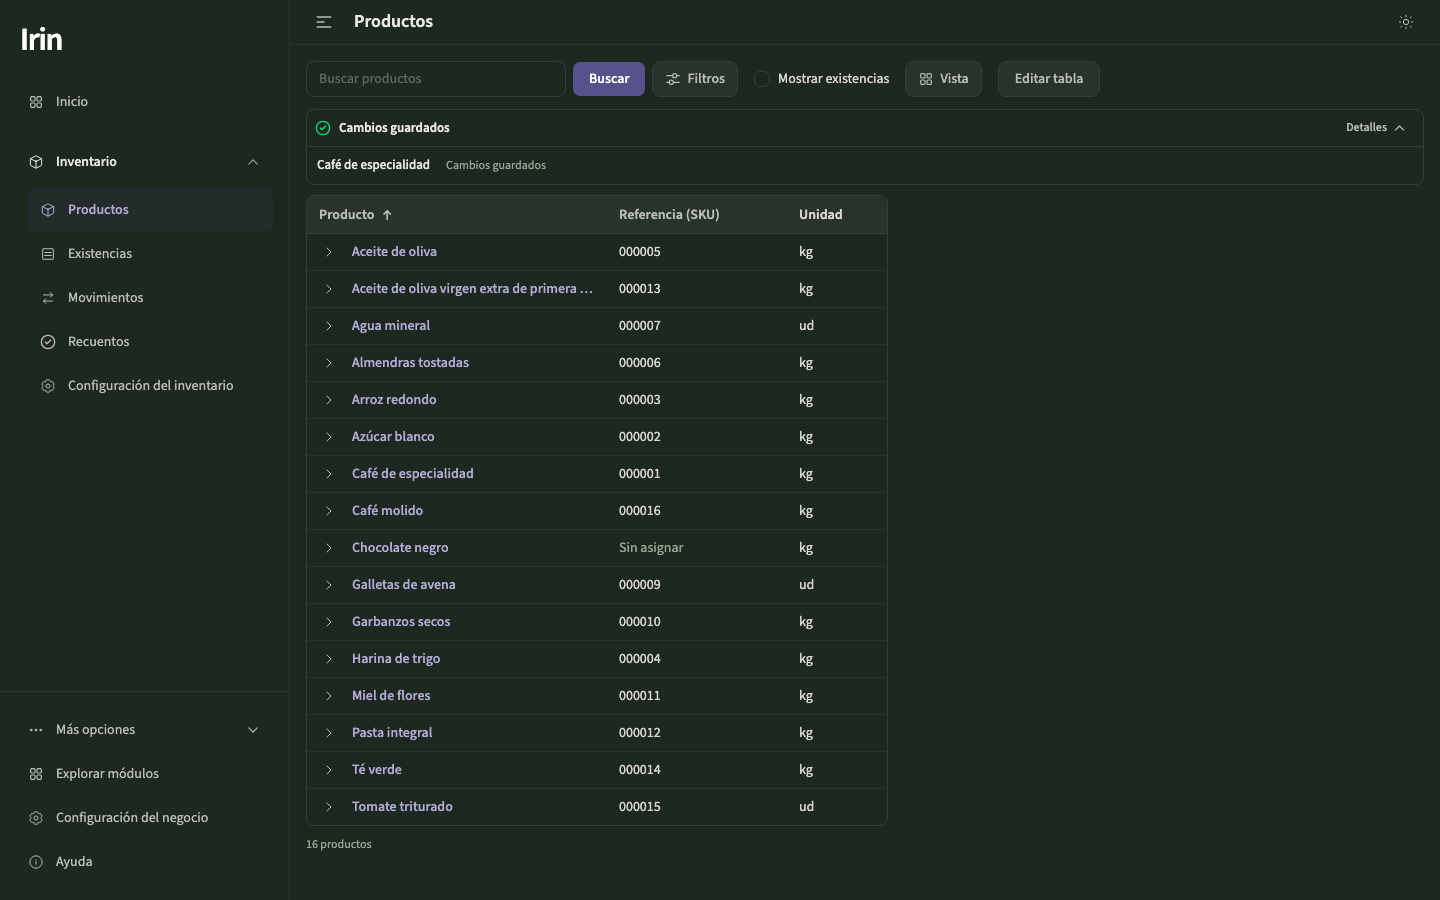 Irin
Productos
Inicio
Inventario
Productos
Existencias
Movimientos
Recuentos
Configuración del inventario
Más opciones
Explorar módulos
Configuración del negocio
Ayuda
Buscar productos
Buscar
Filtros
Mostrar existencias
Vista
Editar tabla
Cambios guardados
Detalles
Café de especialidad Cambios guardados
Producto Referencia (SKU) Unidad
Aceite de oliva 000005 kg
Aceite de oliva virgen extra de primera ... 000013 kg
Agua mineral 000007 ud
Almendras tostadas 000006 kg
Arroz redondo 000003 kg
Azúcar blanco 000002 kg
Café de especialidad 000001 kg
Café molido 000016 kg
Chocolate negro Sin asignar kg
Galletas de avena 000009 ud
Garbanzos secos 000010 kg
Harina de trigo 000004 kg
Miel de flores 000011 kg
Pasta integral 000012 kg
Té verde 000014 kg
Tomate triturado 000015 ud
16 productos